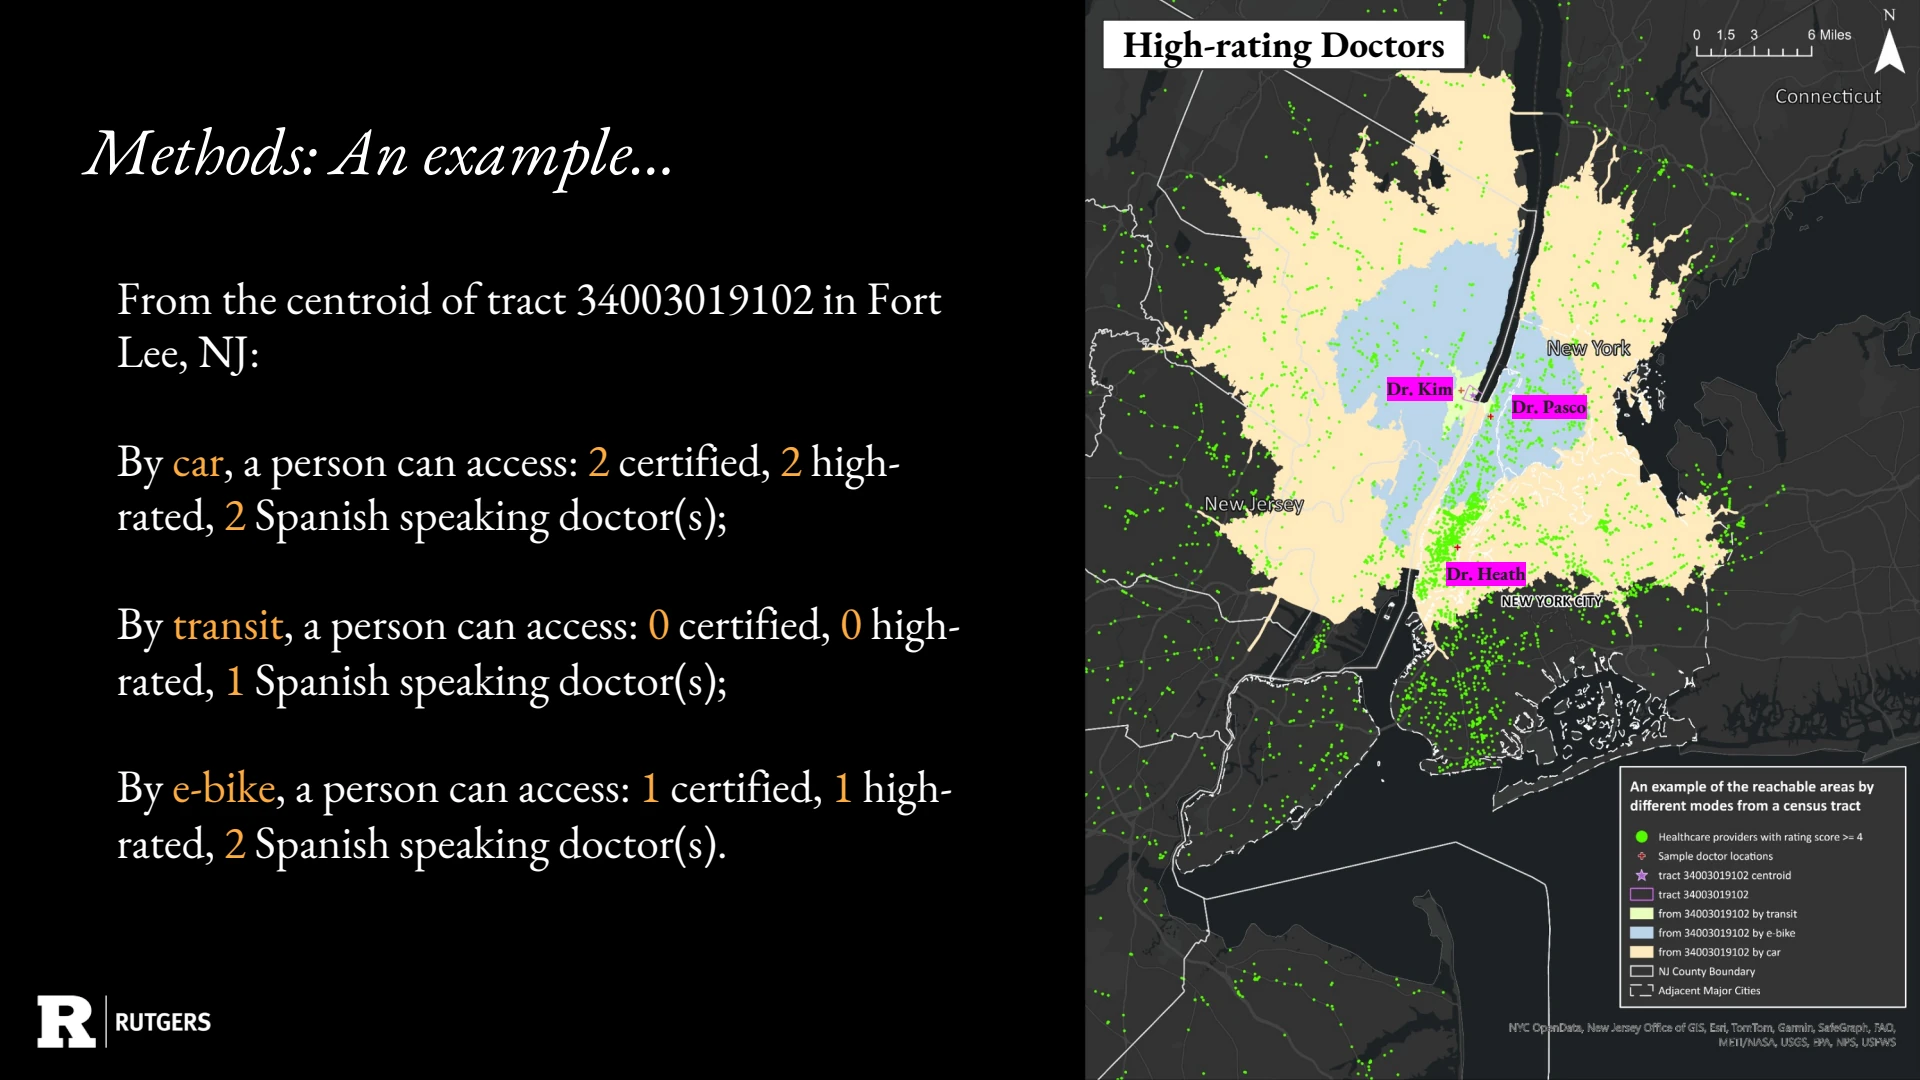 Methods: An example...
From the centroid of tract 34003019102 in Fort
Lee, NJ:
By car, a person can access: 2 certified, 2 high-
rated, 2 Spanish speaking doctor(s);
By transit, a person can access: 0 certified, 0 high-
rated, 1 Spanish speaking doctor(s);
By e-bike, a person can access: 1 certified, 1 high-
rated, 2 Spanish speaking doctor(s).
R RUTGERS
High-rating Doctors
0 1.5 3 6 Miles
N
Connecticut
New York
Dr. Kim
Dr. Pasco
New Jersey
Dr. Heath
NEW YORK CITY
An example of the reachable areas by
different modes from a census tract
Healthcare providers with rating score >= 4
Sample doctor locations
tract 34003019102 centroid
tract 34003019102
from 34003019102 by transit
from 34003019102 by e-bike
from 34003019102 by car
NJ County Boundary
Adjacent Major Cities
NYC OpenData, New Jersey Office of GIS, Esri, TomTom, Garmin, SafeGraph, FAO,
METI/NASA, USGS, EPA, NPS, USFWS